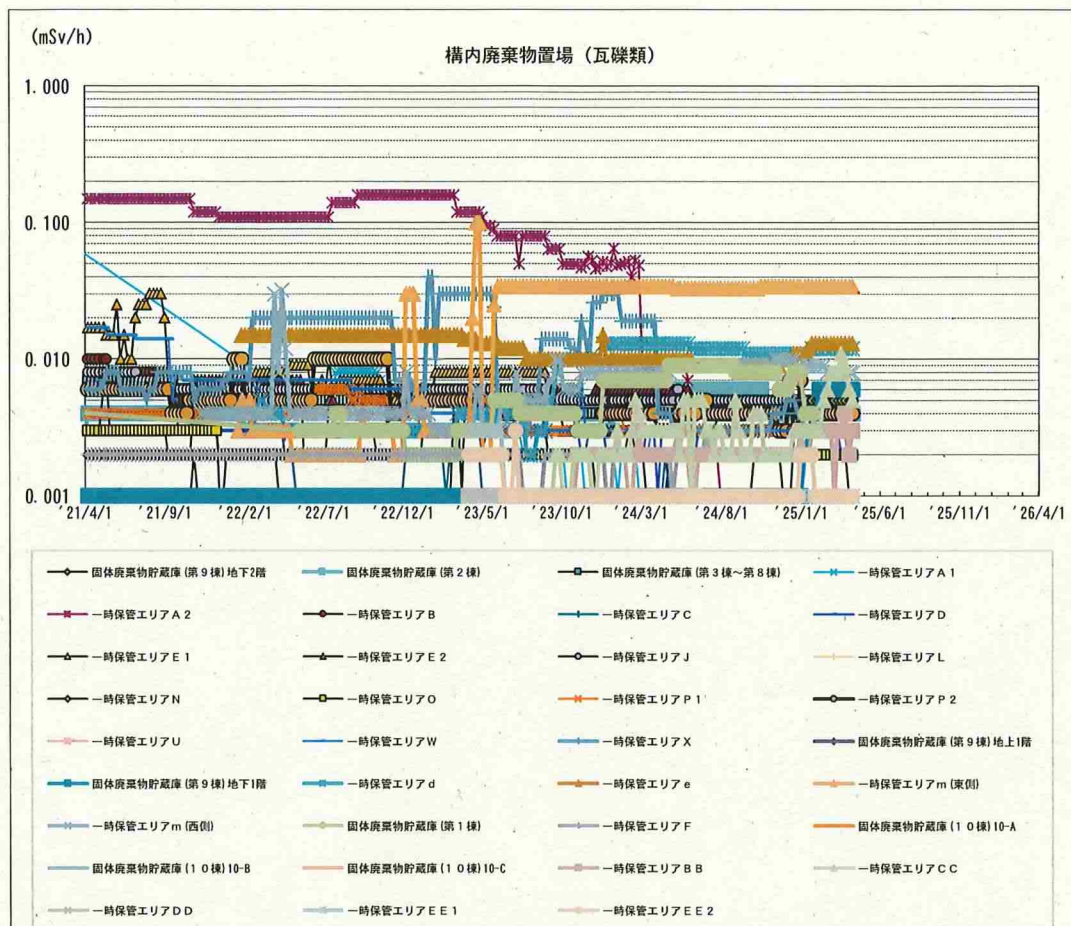 (mSv/h)
構内廃棄物置場（瓦礫類）
1.000
0.100
0.010
0.001
'21/4/1 '21/9/1 '22/2/1 '22/7/1 '22/12/1 '23/5/1 '23/10/1 '24/3/1 '24/8/1 '25/1/1 '25/6/1 '25/11/1 '26/4/1
固体廃棄物貯蔵庫(第9棟)地下2階 固体廃棄物貯蔵庫(第2棟) 固体廃棄物貯蔵庫(第3棟～第8棟) 一時保管エリアA1
一時保管エリアA2 一時保管エリアB 一時保管エリアC 一時保管エリアD
一時保管エリアE1 一時保管エリアE2 一時保管エリアJ 一時保管エリアL
一時保管エリアN 一時保管エリアO 一時保管エリアP1 一時保管エリアP2
一時保管エリアU 一時保管エリアW 一時保管エリアX 固体廃棄物貯蔵庫(第9棟)地上1階
固体廃棄物貯蔵庫(第9棟)地下1階 一時保管エリアd 一時保管エリアe 一時保管エリアm(東側)
一時保管エリアm(西側) 固体廃棄物貯蔵庫(第1棟) 一時保管エリアF 固体廃棄物貯蔵庫(10棟)10-A
固体廃棄物貯蔵庫(10棟)10-B 固体廃棄物貯蔵庫(10棟)10-C 一時保管エリアBB 一時保管エリアCC
一時保管エリアDD 一時保管エリアEE1 一時保管エリアEE2